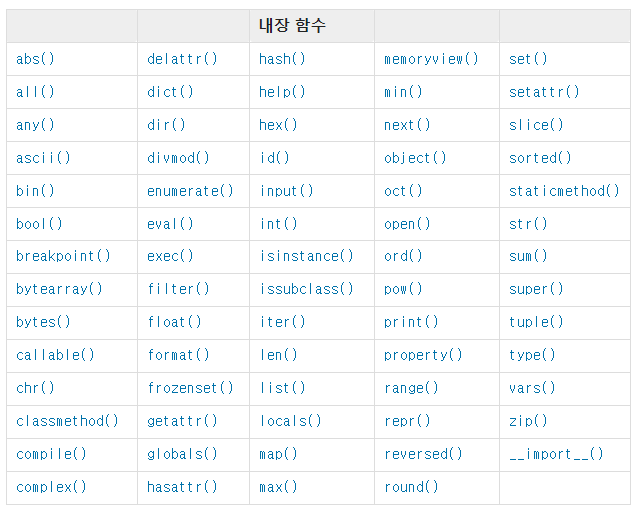 내장 함수
abs() delattr() hash() memoryview() set()
all() dict() help() min() setattr()
any() dir() hex() next() slice()
ascii() divmod() id() object() sorted()
bin() enumerate() input() oct() staticmethod()
bool() eval() int() open() str()
breakpoint() exec() isinstance() ord() sum()
bytearray() filter() issubclass() pow() super()
bytes() float() iter() print() tuple()
callable() format() len() property() type()
chr() frozenset() list() range() vars()
classmethod() getattr() locals() repr() zip()
compile() globals() map() reversed() __import__()
complex() hasattr() max() round()